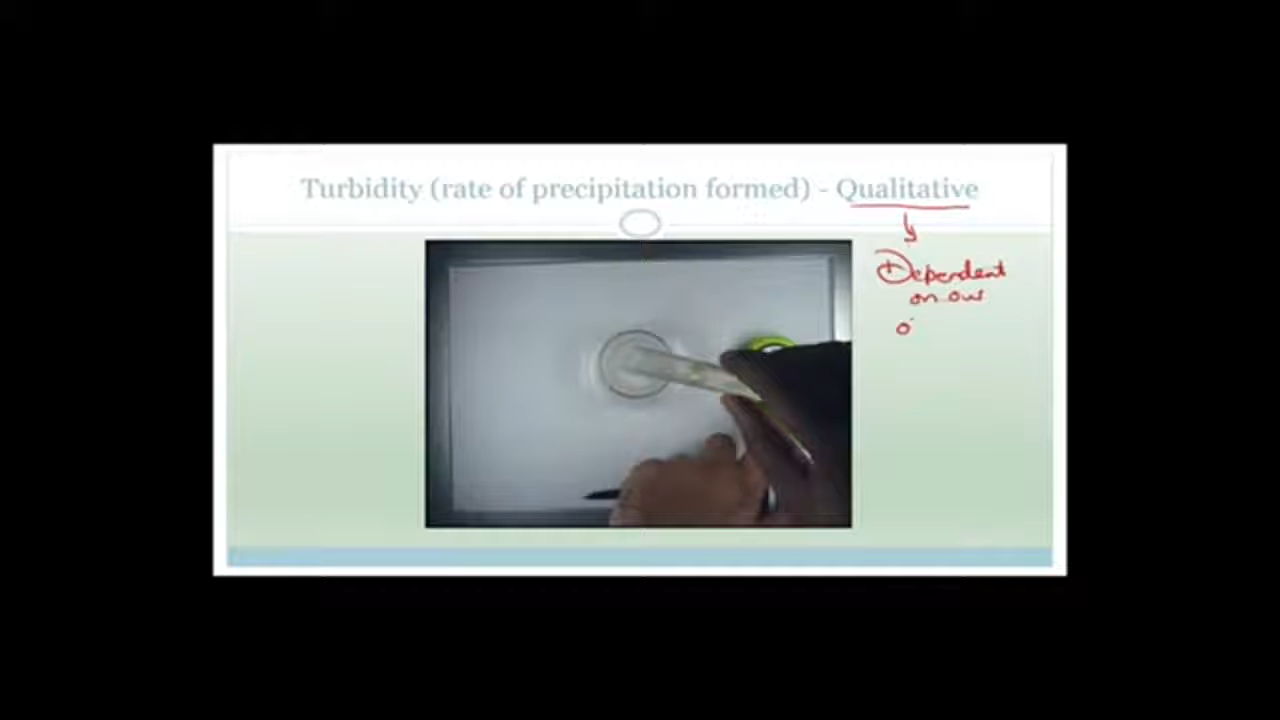 Turbidity (rate of precipitation formed) - Qualitative
Dependent
on our
o